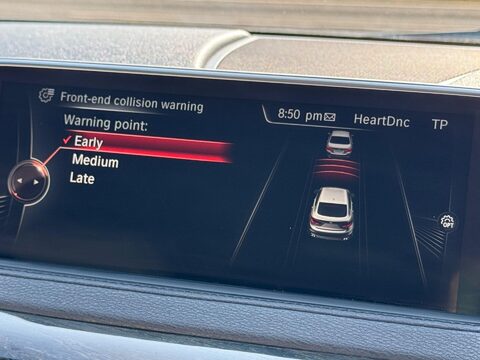 Front-end collision warning
8:50 pm HeartDnc TP
Warning point:
Early
Medium
Late
OPT